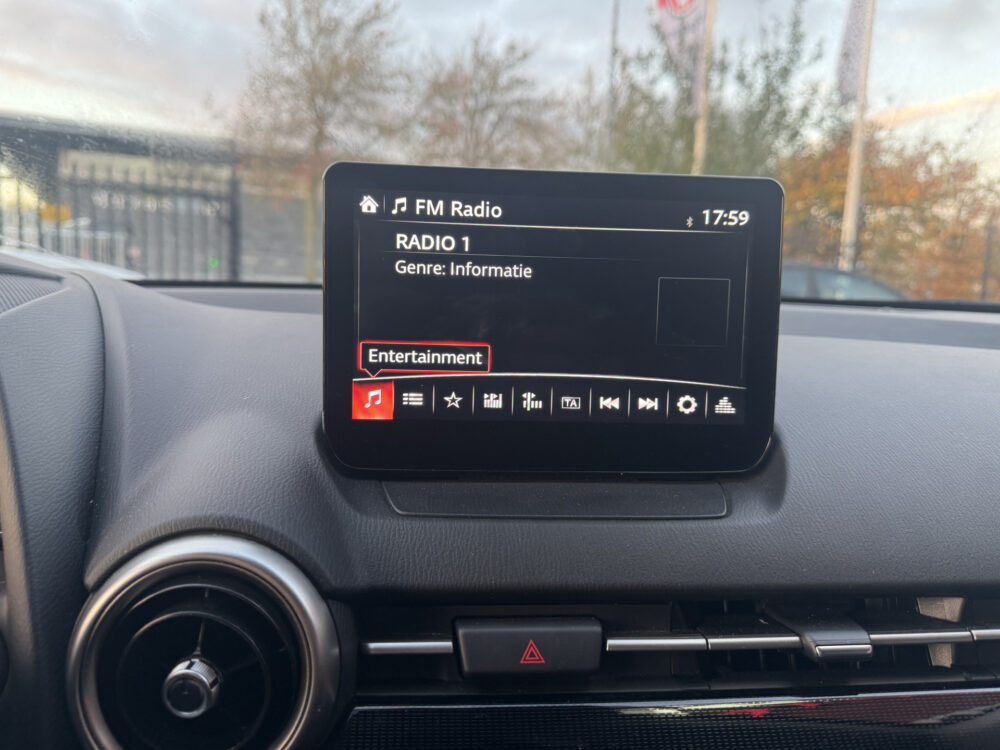 FM Radio
17:59
RADIO 1
Genre: Informatie
Entertainment
TA